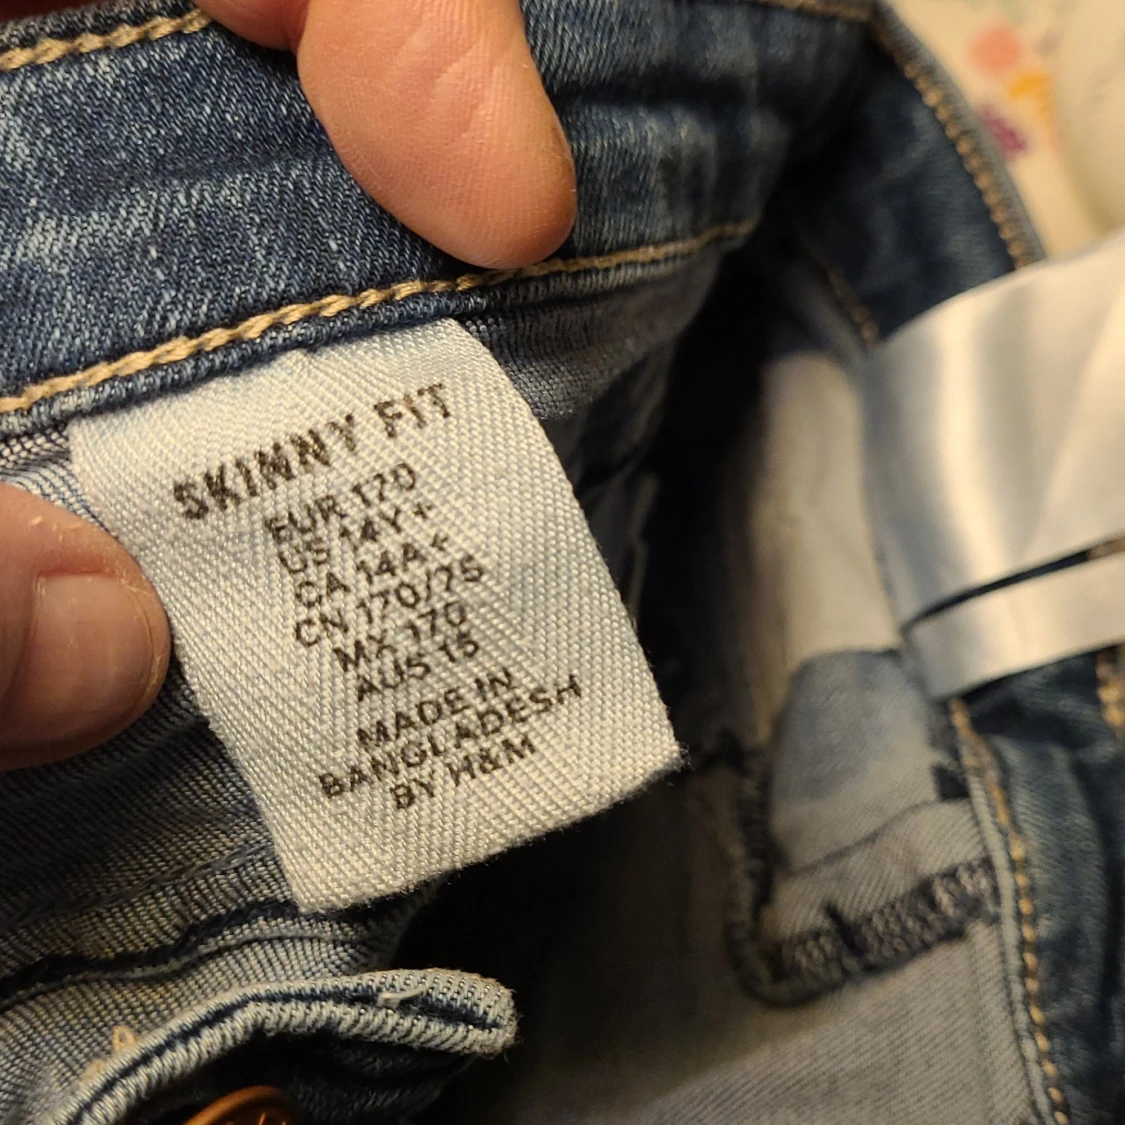 SKINNY FIT
EUR 170
US 14Y+
CA 14A+
CN 170/75
MX 170
AUS 15
MADE IN
BANGLADESH
BY H&M